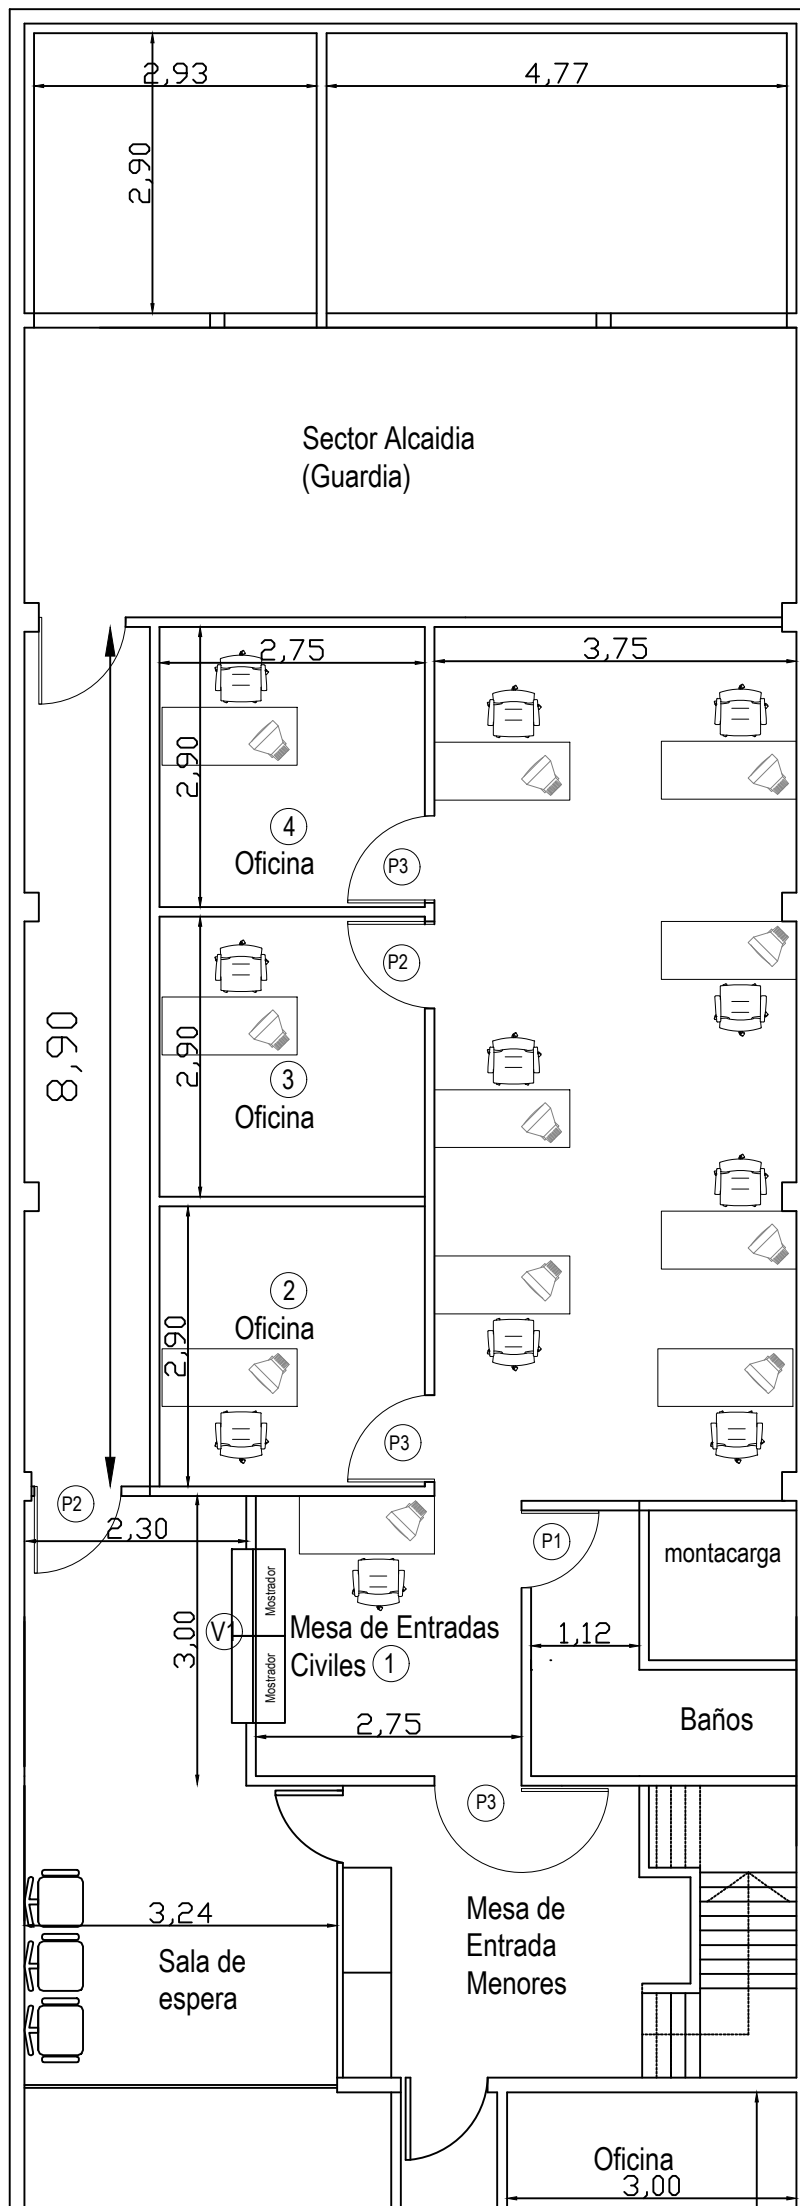 2,93
4,77
2,90
Sector Alcaidia
(Guardia)
2,75
3,75
2,90
4
Oficina
P3
P2
8,90
2,90
3
Oficina
2
Oficina
2,90
P3
P2
2,30
P1
montacarga
Mostrador
V1
Mesa de Entradas
Civiles 1
3,00
Mostrador
1,12
2,75
Baños
P3
3,24
Sala de
espera
Mesa de
Entrada
Menores
Oficina
3,00